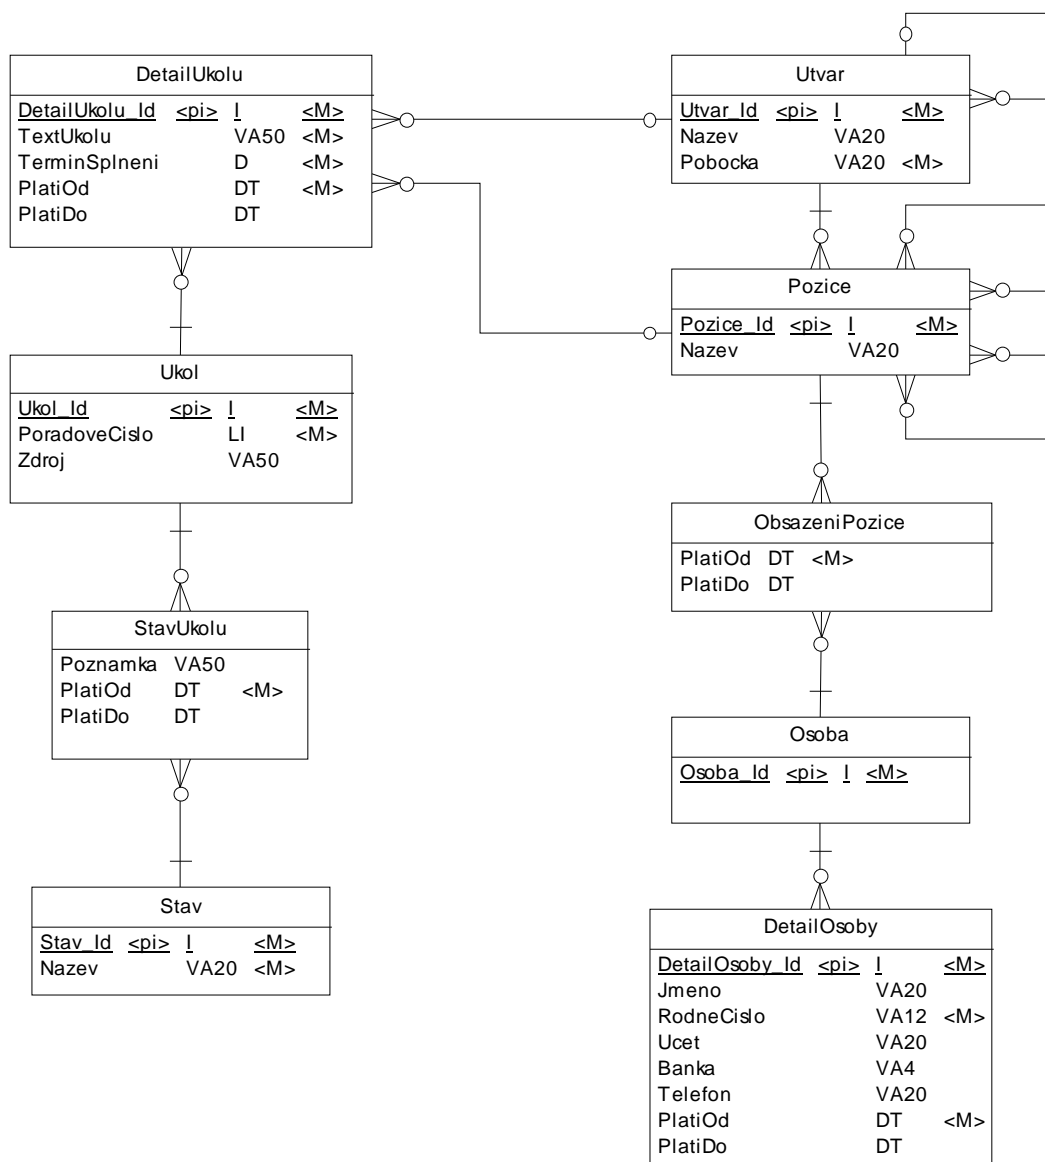 DetailUkolu
DetailUkolu_Id <pi> I <M>
TextUkolu VA50 <M>
TerminSplneni D <M>
PlatiOd DT <M>
PlatiDo DT
Utvar
Utvar_Id <pi> I <M>
Nazev VA20
Pobocka VA20 <M>
Pozice
Pozice_Id <pi> I <M>
Nazev VA20
Ukol
Ukol_Id <pi> I <M>
PoradoveCislo LI <M>
Zdroj VA50
ObsazeniPozice
PlatiOd DT <M>
PlatiDo DT
StavUkolu
Poznamka VA50
PlatiOd DT <M>
PlatiDo DT
Osoba
Osoba_Id <pi> I <M>
Stav
Stav_Id <pi> I <M>
Nazev VA20 <M>
DetailOsoby
DetailOsoby_Id <pi> I <M>
Jmeno VA20
RodneCislo VA12 <M>
Ucet VA20
Banka VA4
Telefon VA20
PlatiOd DT <M>
PlatiDo DT